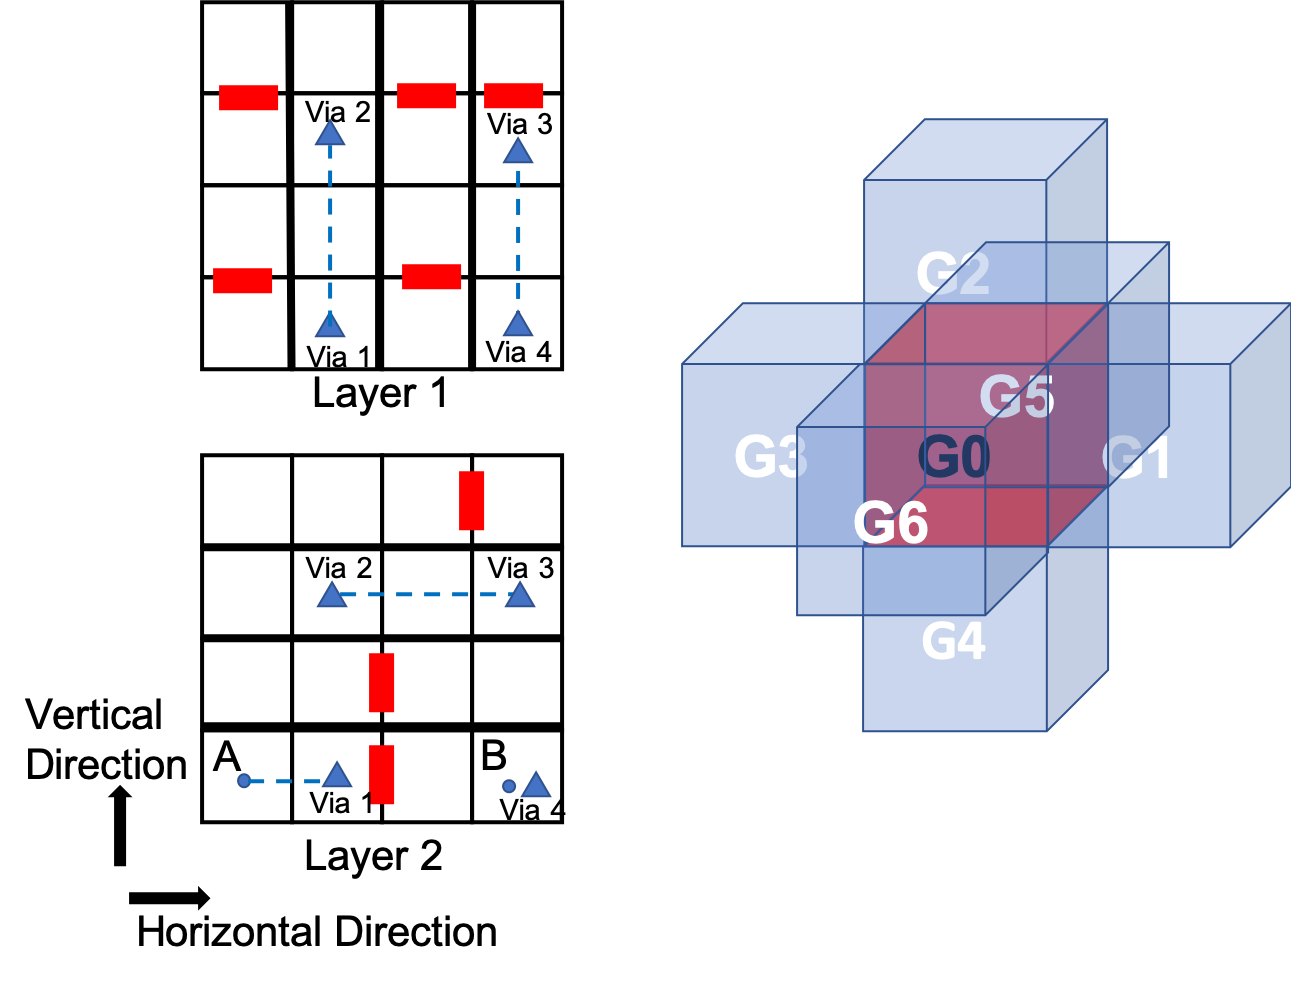 Via 2
Via 3
Via 1
Via 4
Layer 1
Via 2
Via 3
A
B
Via 1
Via 4
Layer 2
Vertical
Direction
Horizontal Direction
G2
G5
G3
G0
G1
G6
G4